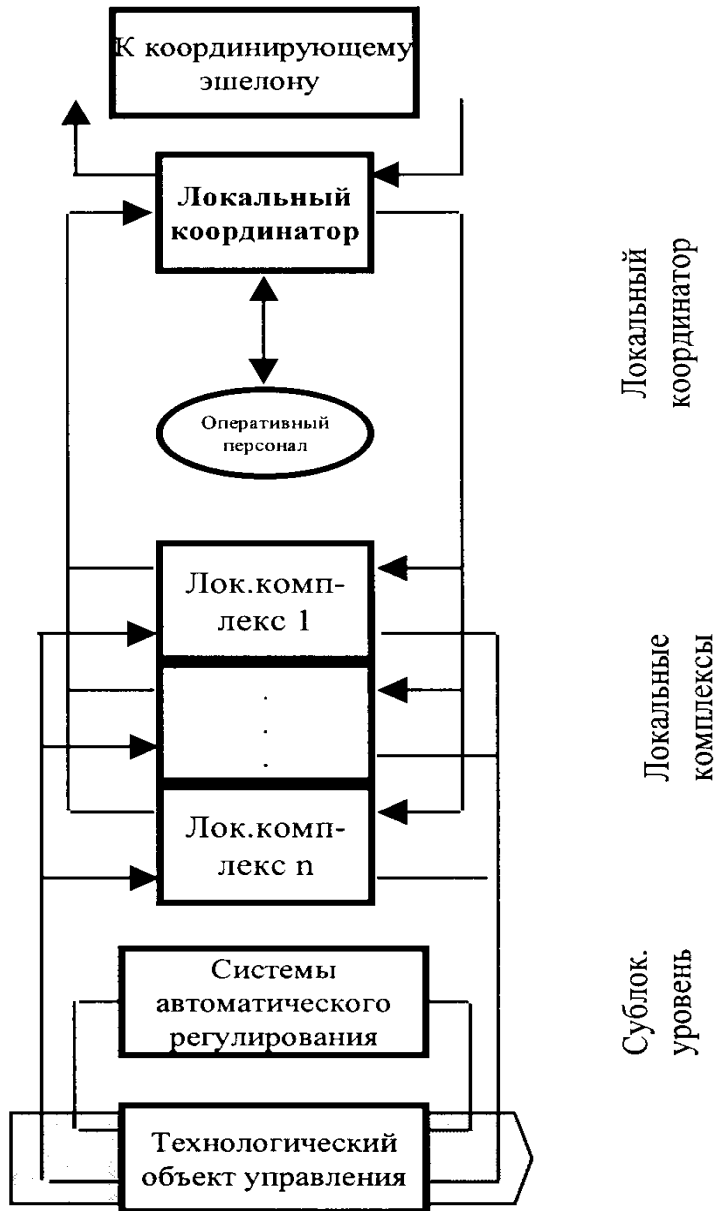 К координирующему
эшелону
Локальный
координатор
Оперативный
персонал
Лок.комп-
лекс 1
.
.
.
Лок.комп-
лекс n
Системы
автоматического
регулирования
Технологический
объект управления
Локальный
координатор
Локальные
комплексы
Сублок.
уровень